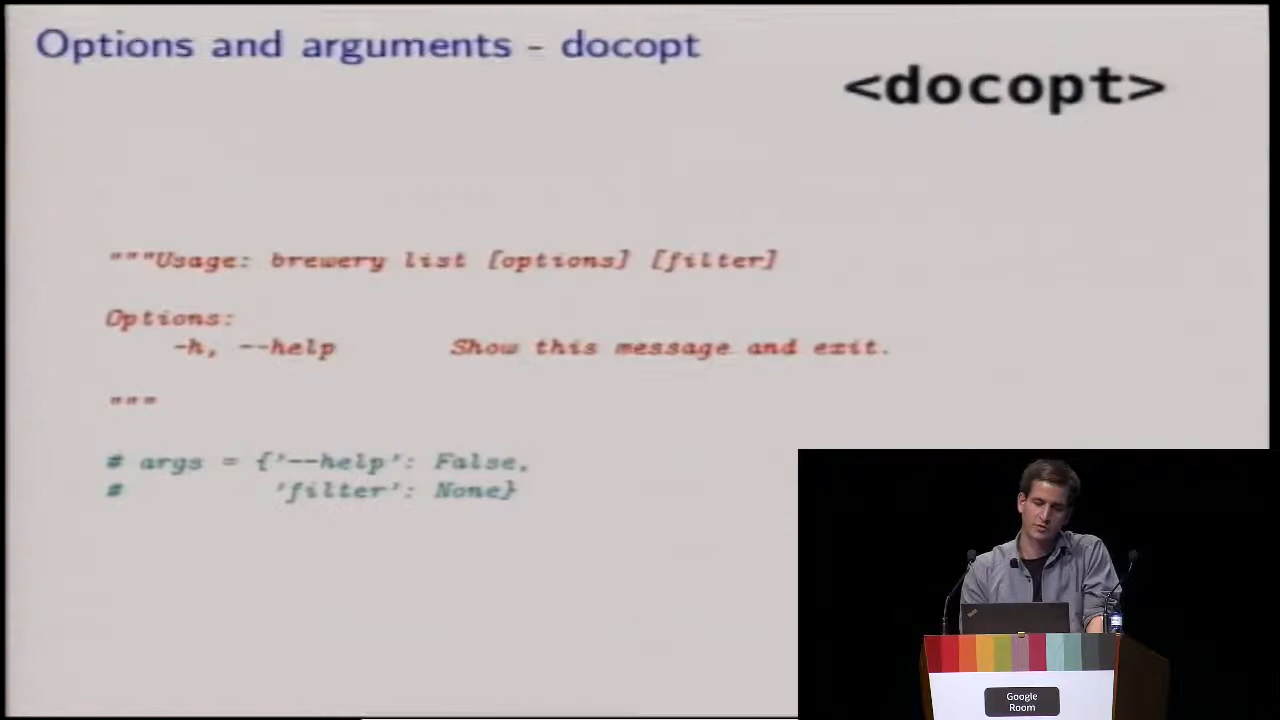 Options and arguments - docopt
<docopt>
"""Usage: brewery list [options] [filter]
Options:
-h, --help Show this message and exit.
"""
# args = {'--help': False,
# 'filter': None}
Google
Room